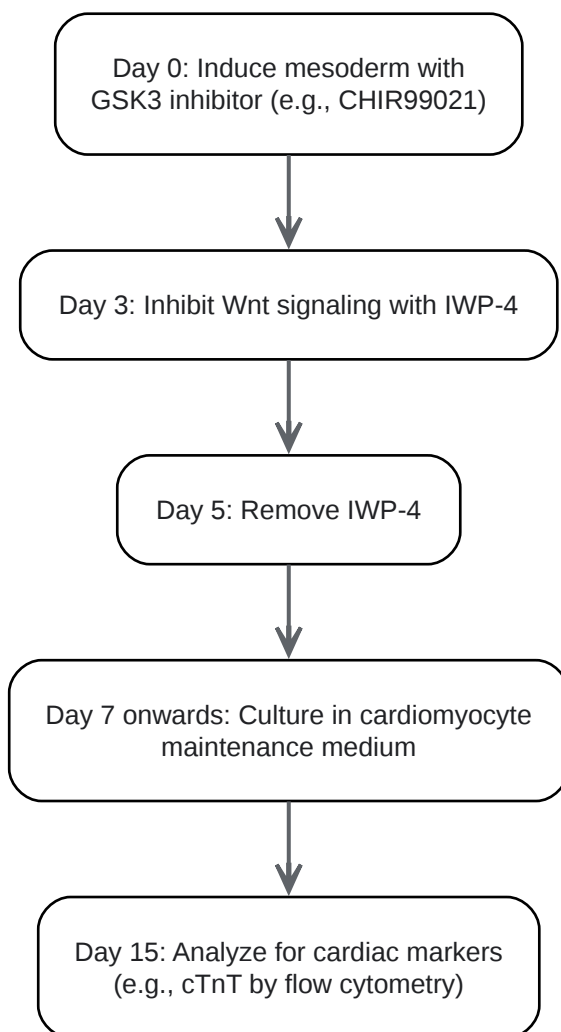 Day 0: Induce mesoderm with
GSK3 inhibitor (e.g., CHIR99021)
Day 3: Inhibit Wnt signaling with IWP-4
Day 5: Remove IWP-4
Day 7 onwards: Culture in cardiomyocyte
maintenance medium
Day 15: Analyze for cardiac markers
(e.g., cTnT by flow cytometry)